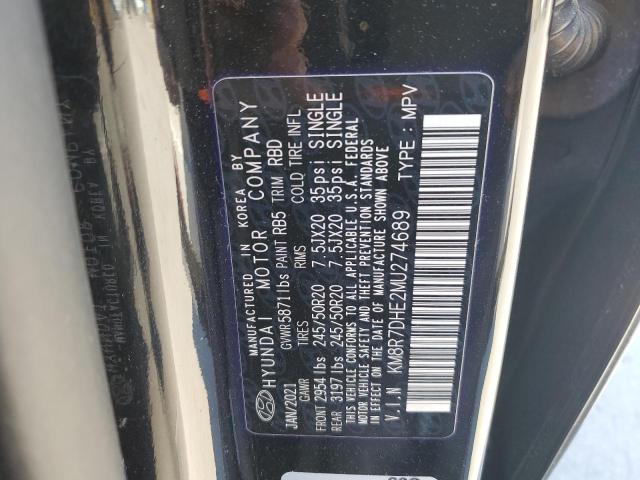 MANUFACTURED IN KOREA BY
HYUNDAI MOTOR COMPANY
JAN/2021 GVWR 5871 lbs PAINT RB5 TRIM RBD
GAWR TIRES RIMS COLD TIRE INFL
FRONT 2954 lbs 245/50R20 7.5JX20 35psi SINGLE
REAR 3197 lbs 245/50R20 7.5JX20 35psi SINGLE
THIS VEHICLE CONFORMS TO ALL APPLICABLE U.S.A. FEDERAL
MOTOR VEHICLE SAFETY AND THEFT PREVENTION STANDARDS
IN EFFECT ON THE DATE OF MANUFACTURE SHOWN ABOVE
V.I.N KM8R7DHE2MU274689 TYPE : MPV